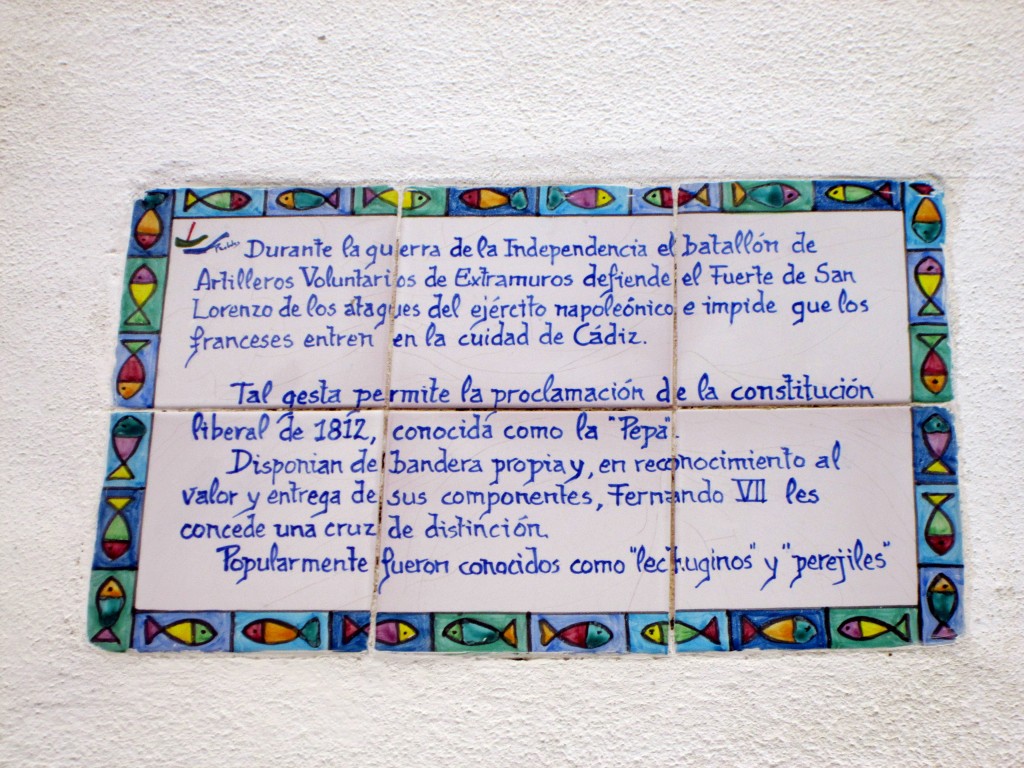 Durante la guerra de la Independencia el batallón de
Artilleros Voluntarios de Extramuros defiende el Fuerte de San
Lorenzo de los ataques del ejército napoleónico e impide que los
franceses entren en la cuidad de Cádiz.
Tal gesta permite la proclamación de la constitución
liberal de 1812, conocida como la "Pepa".
Disponian de bandera propia y, en reconocimiento al
valor y entrega de sus componentes, Fernando VII les
concede una cruz de distinción.
Popularmente fueron conocidos como "lechuginos" y "perejiles"